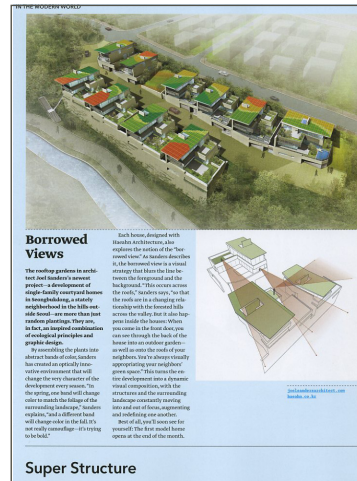 IN THE MODERN WORLD
Borrowed
Views
The rooftop gardens in archi-
tect Joel Sanders's newest
project—a development of
single-family courtyard homes
in Seongbukdong, a stately
neighborhood in the hills out-
side Seoul—are more than just
random plantings. They are,
in fact, an inspired combination
of ecological principles and
graphic design.
By assembling the plants into
abstract bands of color, Sanders
has created an optically inno-
vative environment that will
change the very character of the
development every season. "In
the spring, one band will change
color to match the foliage of the
surrounding landscape," Sanders
explains, "and a different band
will change color in the fall. It's
not really camouflage—it's trying
to be bold."
Each house, designed with
Haeahn Architecture, also
explores the notion of the "bor-
rowed view." As Sanders describes
it, the borrowed view is a visual
strategy that blurs the line be-
tween the foreground and the
background. "This occurs across
the roofs," Sanders says, "so that
the roofs are in a changing rela-
tionship with the forested hills
across the valley. But it also hap-
pens inside the houses: When
you come in the front door, you
can see through the back of the
house into an outdoor garden—
as well as onto the roofs of your
neighbors. You're always visually
appropriating your neighbors'
green space." This turns the en-
tire development into a dynamic
visual composition, with the
structures and the surrounding
landscape constantly moving
into and out of focus, augmenting
and redefining one another.
Best of all, you'll soon see for
yourself: The first model home
opens at the end of the month.
joelsandersarchitect.com
haeahn.co.kr
Super Structure